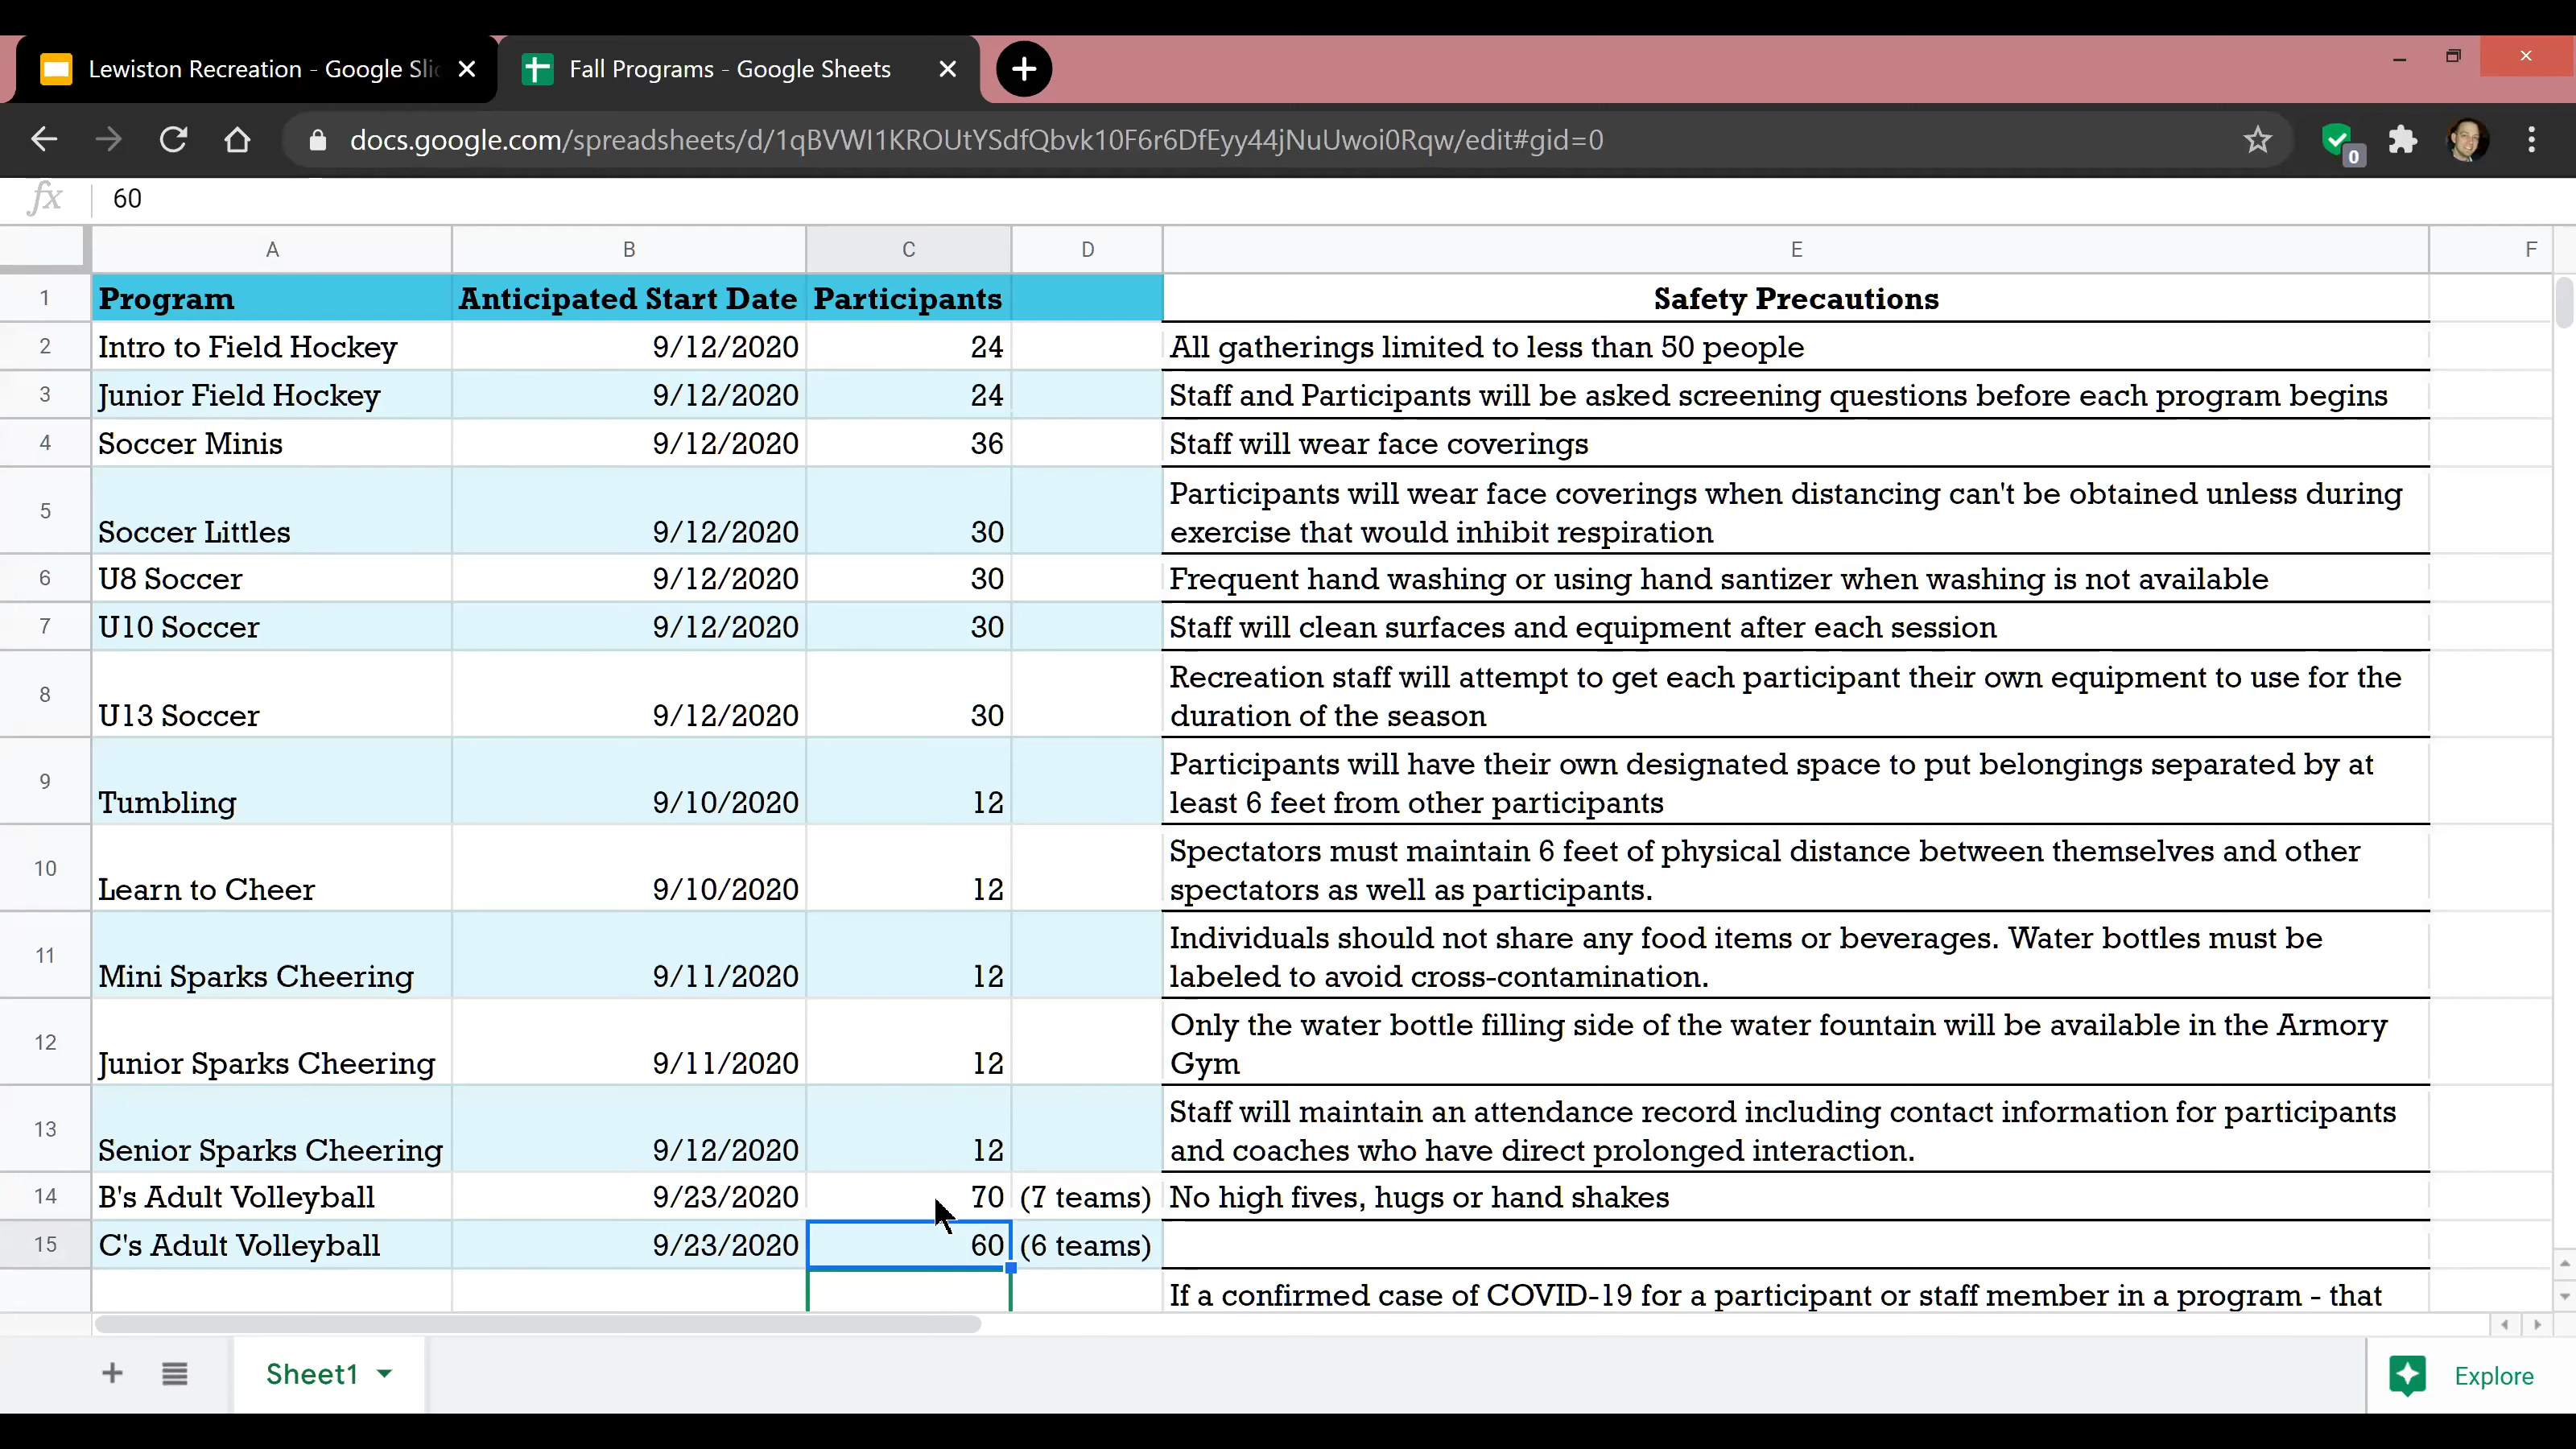 Lewiston Recreation - Google Slic
Fall Programs - Google Sheets
docs.google.com/spreadsheets/d/1qBVWI1KROUtYSdfQbvk10F6r6DfEyy44jNuUwoi0Rqw/edit#gid=0
0
fx 60
A B C D E F
1 Program Anticipated Start Date Participants Safety Precautions
2 Intro to Field Hockey 9/12/2020 24 All gatherings limited to less than 50 people
3 Junior Field Hockey 9/12/2020 24 Staff and Participants will be asked screening questions before each program begins
4 Soccer Minis 9/12/2020 36 Staff will wear face coverings
Participants will wear face coverings when distancing can't be obtained unless during
5 Soccer Littles 9/12/2020 30 exercise that would inhibit respiration
6 U8 Soccer 9/12/2020 30 Frequent hand washing or using hand santizer when washing is not available
7 U10 Soccer 9/12/2020 30 Staff will clean surfaces and equipment after each session
Recreation staff will attempt to get each participant their own equipment to use for the
8 U13 Soccer 9/12/2020 30 duration of the season
Participants will have their own designated space to put belongings separated by at
9 Tumbling 9/10/2020 12 least 6 feet from other participants
Spectators must maintain 6 feet of physical distance between themselves and other
10 Learn to Cheer 9/10/2020 12 spectators as well as participants.
Individuals should not share any food items or beverages. Water bottles must be
11 Mini Sparks Cheering 9/11/2020 12 labeled to avoid cross-contamination.
Only the water bottle filling side of the water fountain will be available in the Armory
12 Junior Sparks Cheering 9/11/2020 12 Gym
Staff will maintain an attendance record including contact information for participants
13 Senior Sparks Cheering 9/12/2020 12 and coaches who have direct prolonged interaction.
14 B's Adult Volleyball 9/23/2020 70 (7 teams) No high fives, hugs or hand shakes
15 C's Adult Volleyball 9/23/2020 60 (6 teams)
If a confirmed case of COVID-19 for a participant or staff member in a program - that
Sheet1
Explore